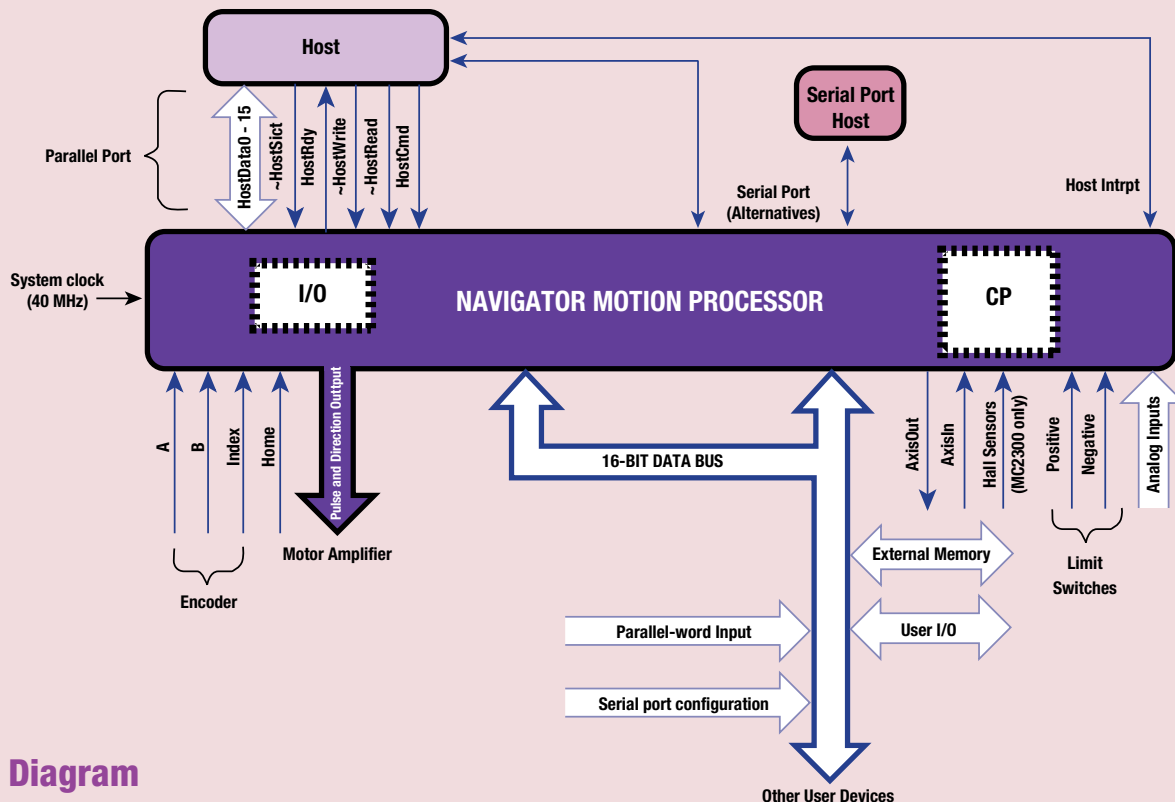 Host
Serial Port
Host
Parallel Port
HostData0 - 15
~HostSlct
HostRdy
~HostWrite
~HostRead
HostCmd
Serial Port
(Alternatives)
Host Intrpt
System clock
(40 MHz)
I/O
NAVIGATOR MOTION PROCESSOR
CP
A
B
Index
Home
Pulse and Direction Outtput
16-BIT DATA BUS
AxisOut
AxisIn
Hall Sensors
(MC2300 only)
Positive
Negative
Analog Inputs
Motor Amplifier
Encoder
External Memory
Limit
Switches
Parallel-word Input
User I/O
Serial port configuration
Diagram
Other User Devices